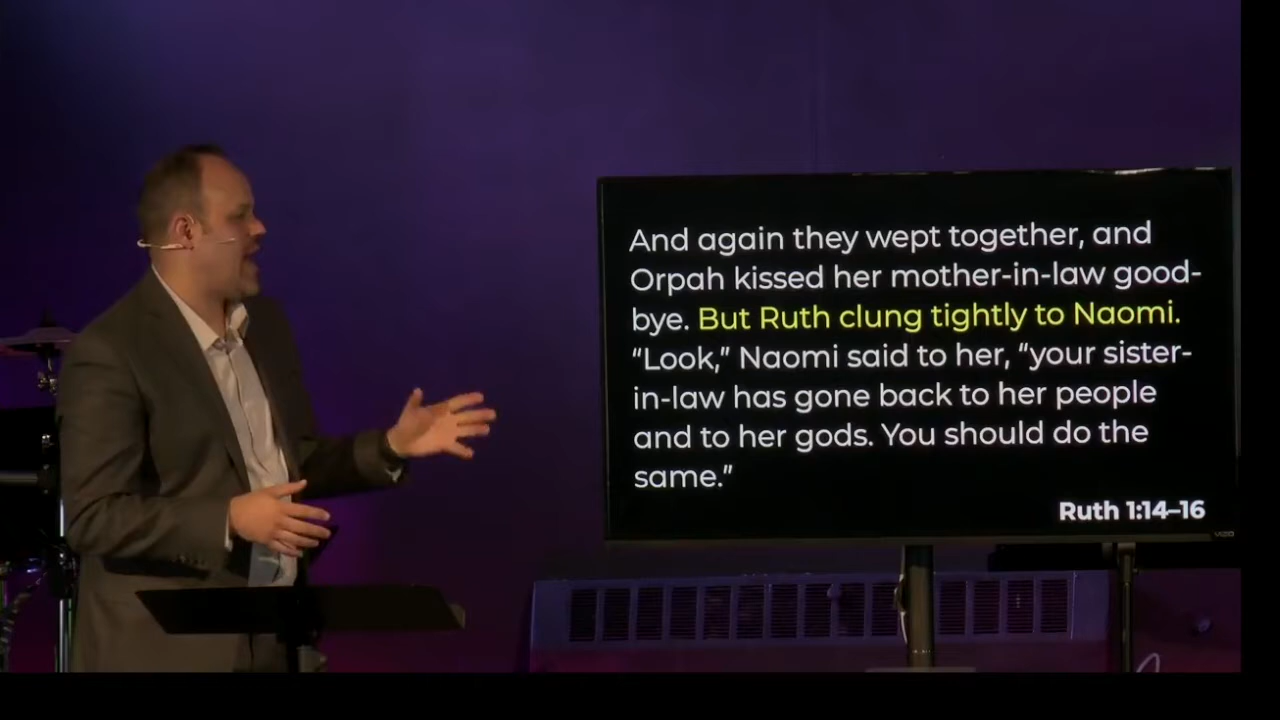 And again they wept together, and
Orpah kissed her mother-in-law good-
bye. But Ruth clung tightly to Naomi.
“Look,” Naomi said to her, “your sister-
in-law has gone back to her people
and to her gods. You should do the
same.”
Ruth 1:14–16
VIZIO